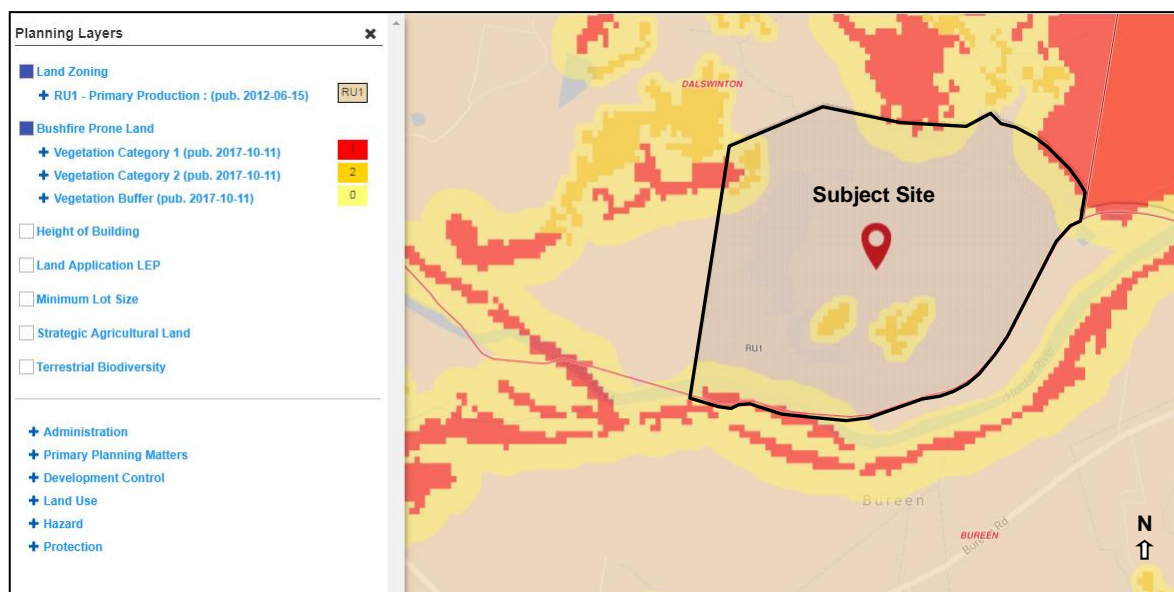 Planning Layers
Land Zoning
RU1 - Primary Production : (pub. 2012-06-15)
RU1
Bushfire Prone Land
Vegetation Category 1 (pub. 2017-10-11)
1
Vegetation Category 2 (pub. 2017-10-11)
2
Vegetation Buffer (pub. 2017-10-11)
0
Height of Building
Land Application LEP
Minimum Lot Size
Strategic Agricultural Land
Terrestrial Biodiversity
Administration
Primary Planning Matters
Development Control
Land Use
Hazard
Protection
DALSWINTON
Subject Site
RU1
Hunter River
Bureen
BUREEN
Bureen Rd
N